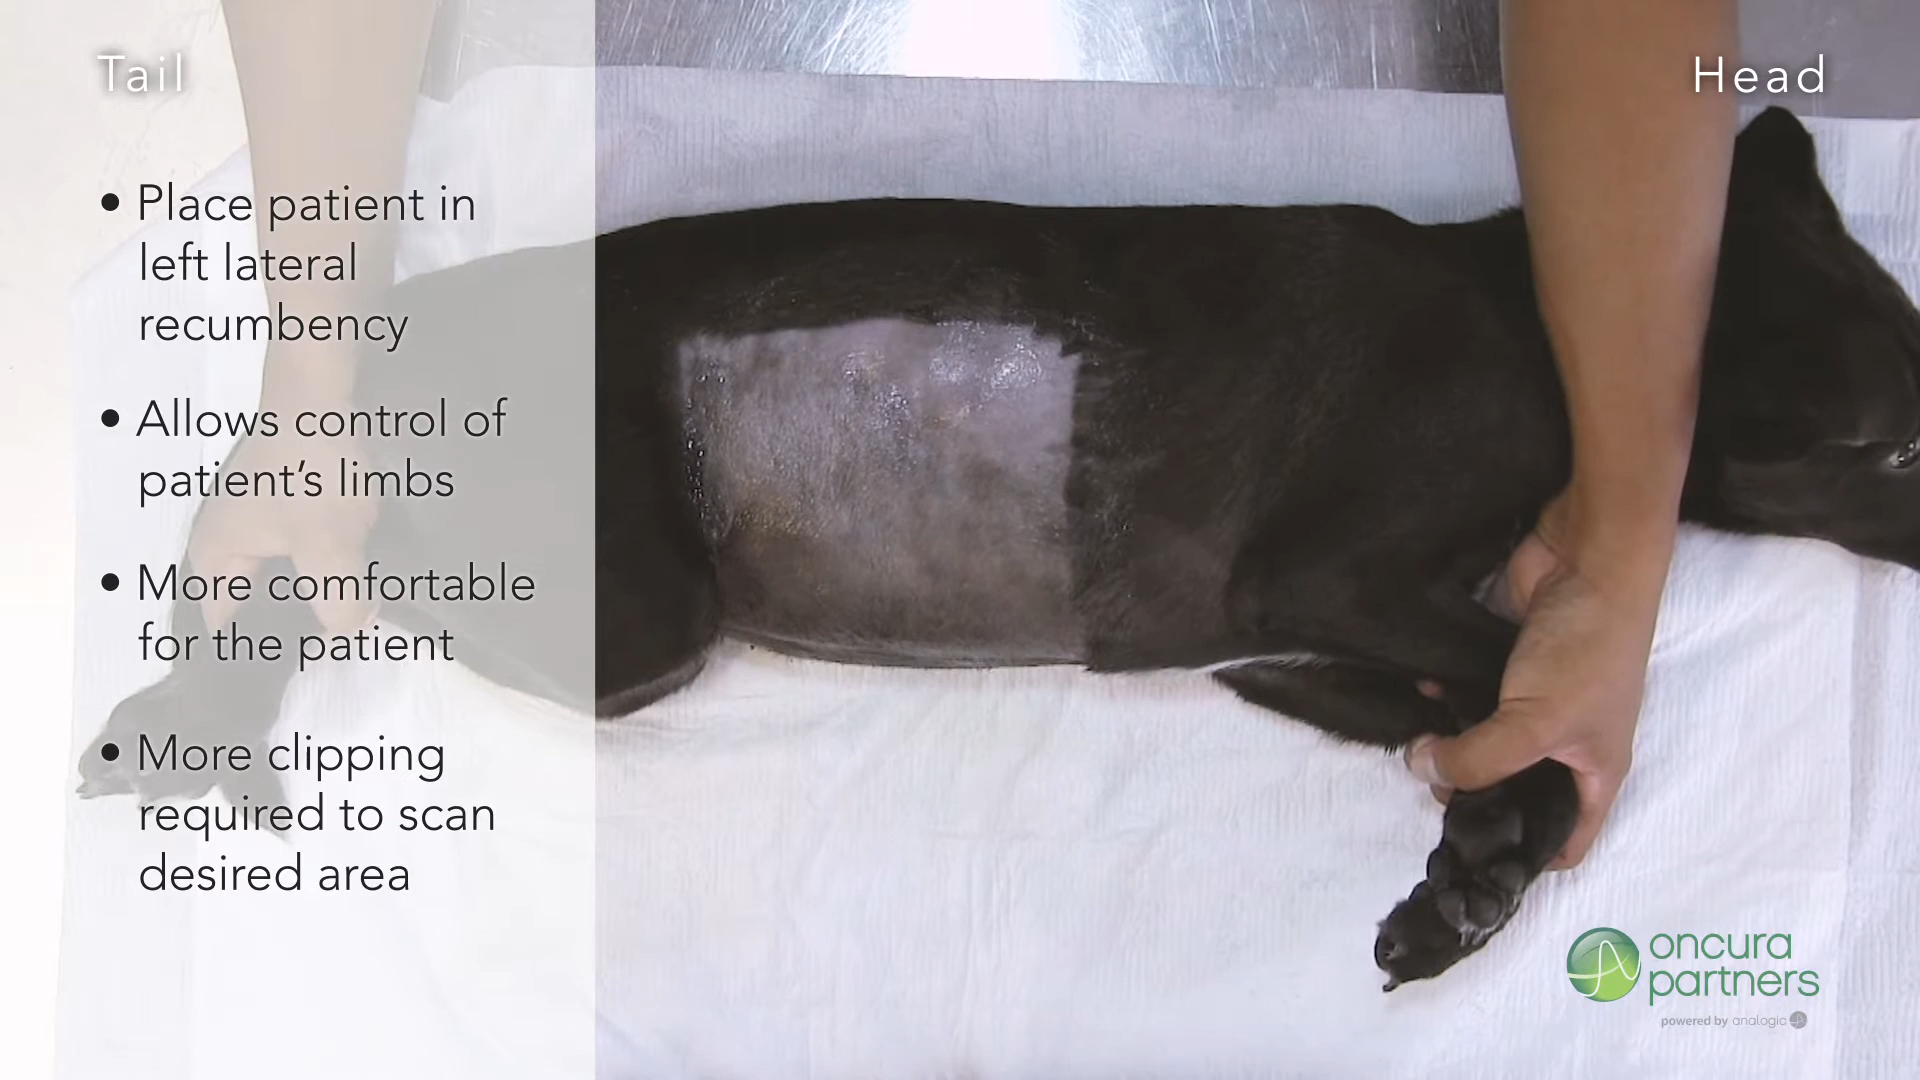 Tail
Head
• Place patient in
left lateral
recumbency
• Allows control of
patient’s limbs
• More comfortable
for the patient
• More clipping
required to scan
desired area
oncura
partners
powered by analogic